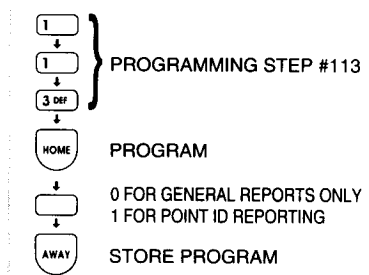 1
1 PROGRAMMING STEP #113
3 DEF
HOME PROGRAM
0 FOR GENERAL REPORTS ONLY
1 FOR POINT ID REPORTING
AWAY STORE PROGRAM